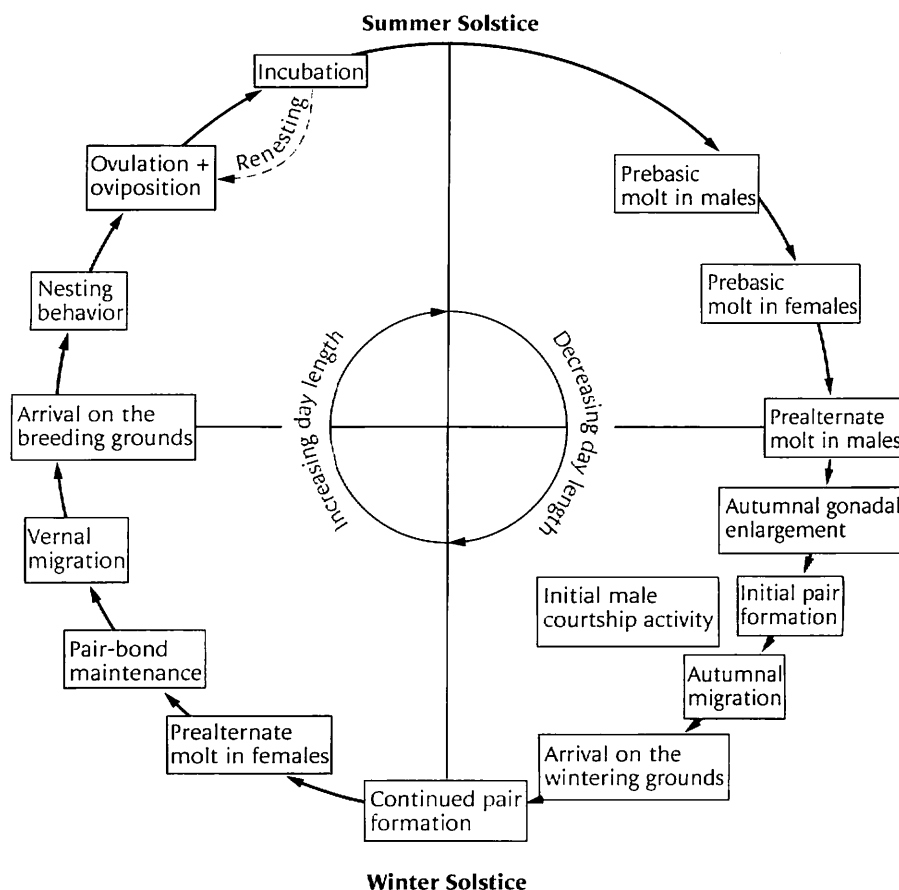 Summer Solstice
Incubation
Renesting
Ovulation +
oviposition
Nesting
behavior
Arrival on the
breeding grounds
Vernal
migration
Pair-bond
maintenance
Prealternate
molt in females
Continued pair
formation
Prebasic
molt in males
Prebasic
molt in females
Prealternate
molt in males
Autumnal gonadal
enlargement
Initial pair
formation
Initial male
courtship activity
Autumnal
migration
Arrival on the
wintering grounds
Increasing day length
Decreasing day length
Winter Solstice